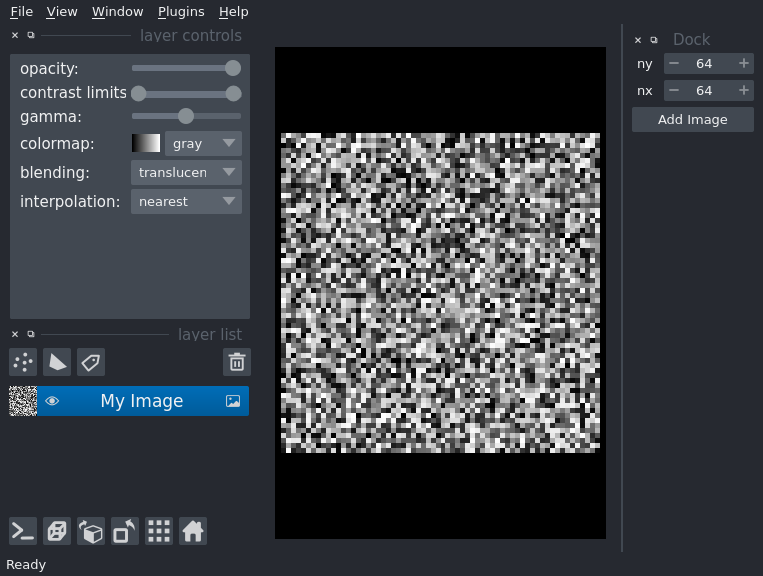 File View Window Plugins Help
layer controls
opacity:
contrast limits
gamma:
colormap: gray
blending: translucen
interpolation: nearest
layer list
My Image
Ready
Dock
ny 64
nx 64
Add Image